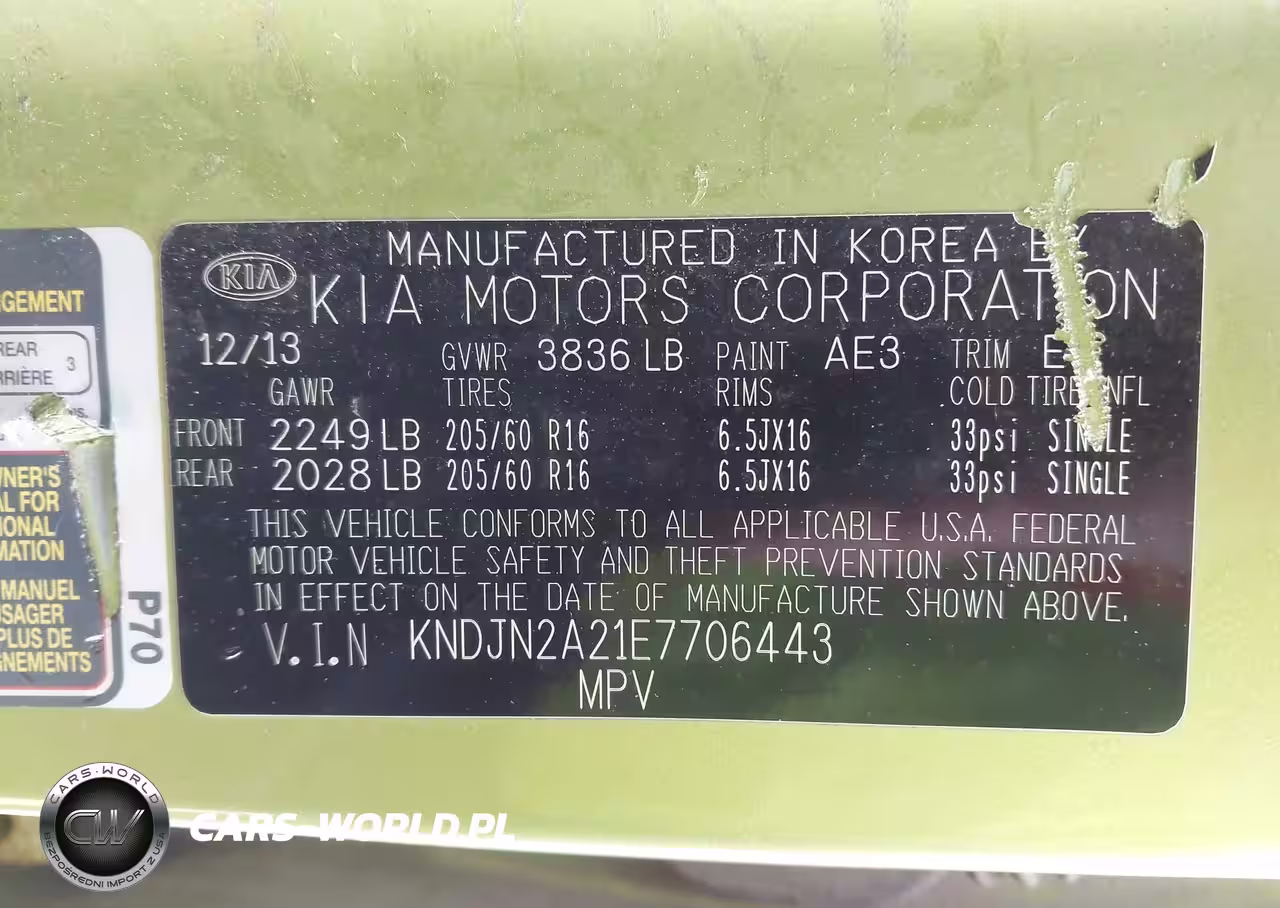 GEMENT
REAR
RRIÈRE 3
WNER'S
AL FOR
IONAL
MATION
MANUEL
USAGER
PLUS DE
GNEMENTS
P70
KIA
MANUFACTURED IN KOREA BY
KIA MOTORS CORPORATION
12/13 GVWR 3836 LB PAINT AE3 TRIM
GAWR TIRES RIMS COLD TIRE INFL
FRONT 2249 LB 205/60 R16 6.5JX16 33psi SINGLE
REAR 2028 LB 205/60 R16 6.5JX16 33psi SINGLE
THIS VEHICLE CONFORMS TO ALL APPLICABLE U.S.A. FEDERAL
MOTOR VEHICLE SAFETY AND THEFT PREVENTION STANDARDS
IN EFFECT ON THE DATE OF MANUFACTURE SHOWN ABOVE.
V.I.N KNDJN2A21E7706443
MPV
CARS-WORLD
CW
BEZPOŚREDNI IMPORT Z USA
CARS-WORLD.PL